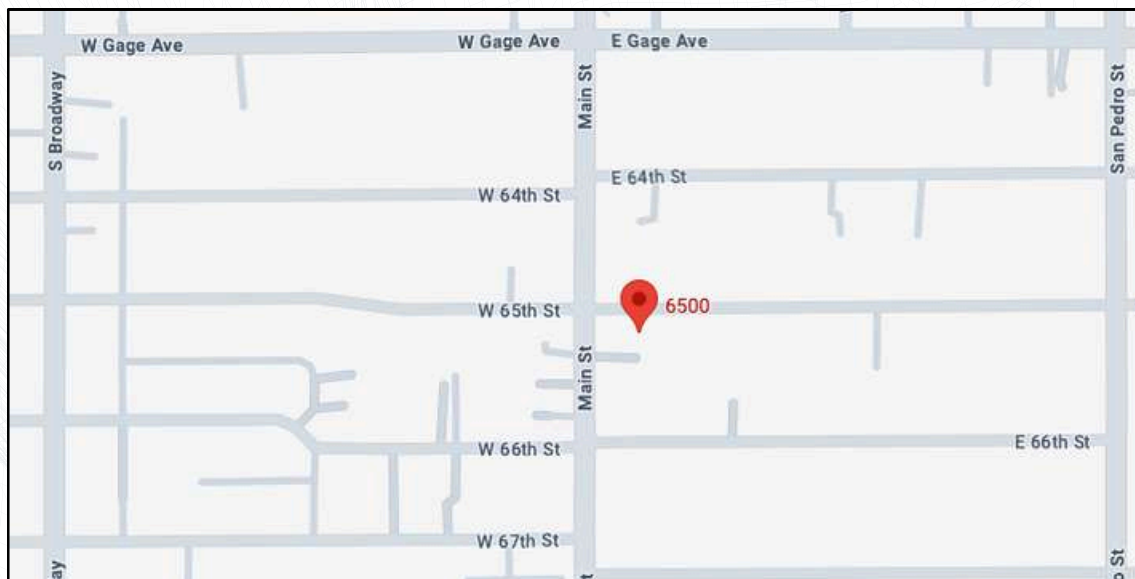 W Gage Ave
W Gage Ave
E Gage Ave
S Broadway
Main St
San Pedro St
E 64th St
W 64th St
W 65th St
6500
Main St
W 66th St
E 66th St
W 67th St